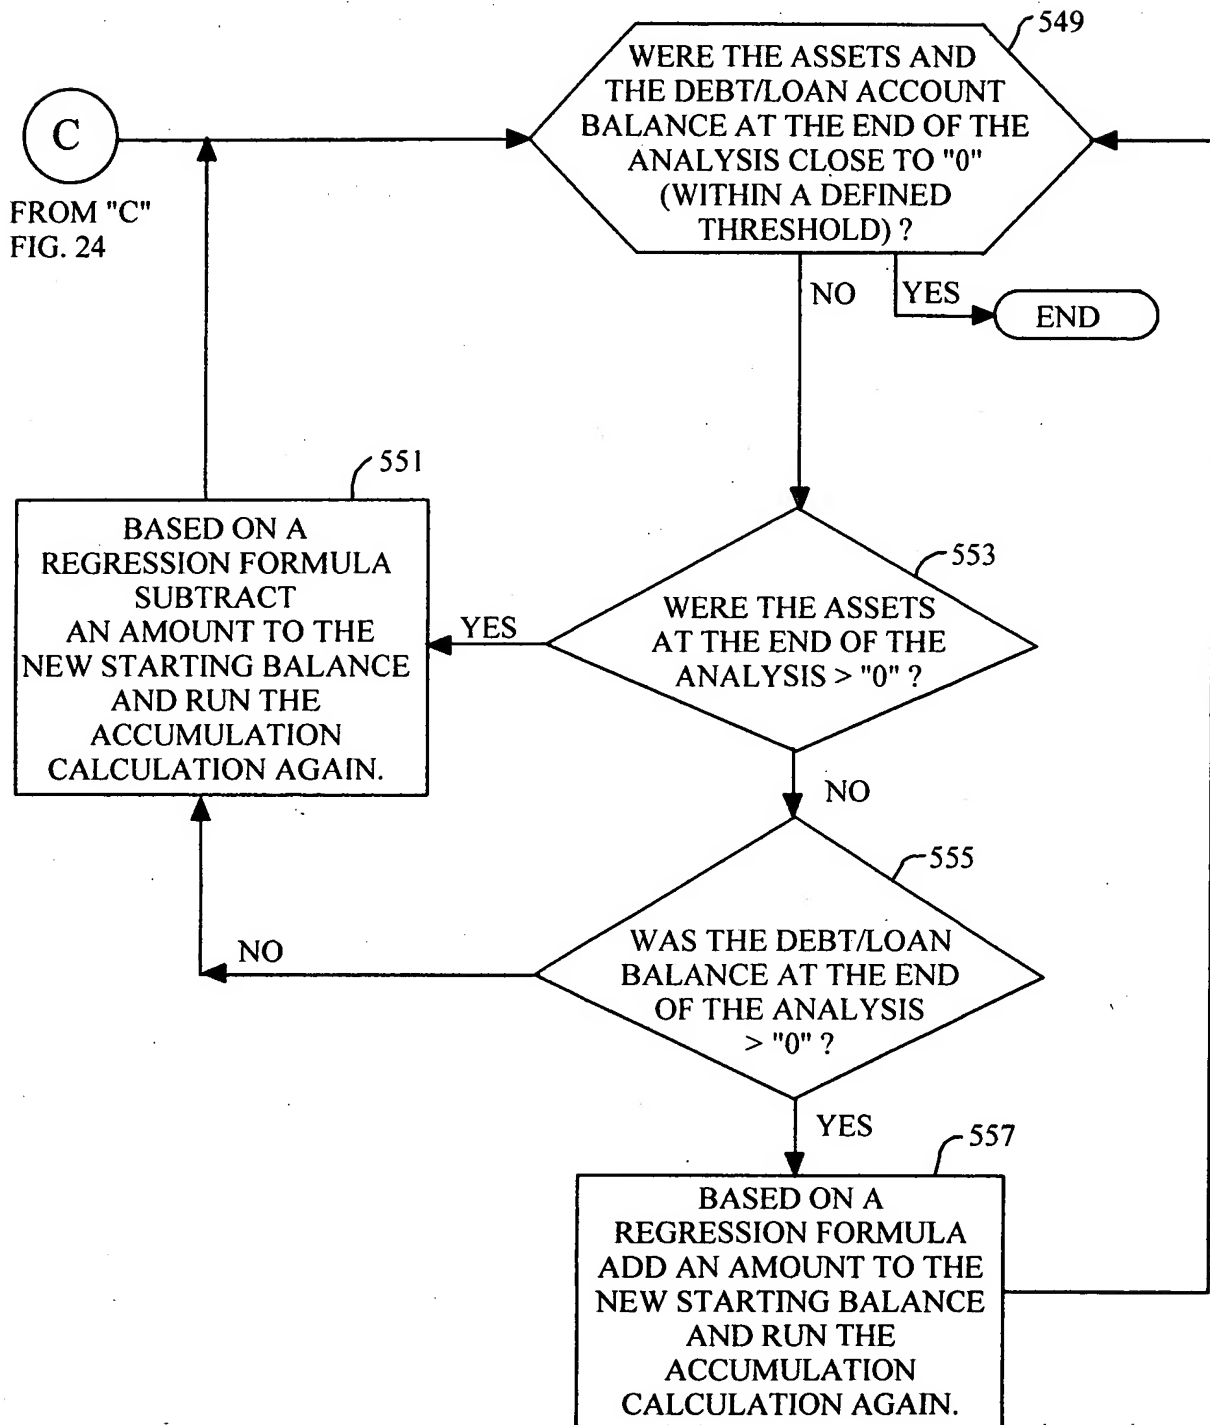 549
WERE THE ASSETS AND
THE DEBT/LOAN ACCOUNT
BALANCE AT THE END OF THE
ANALYSIS CLOSE TO "0"
(WITHIN A DEFINED
THRESHOLD) ?
C
FROM "C"
FIG. 24
NO
YES
END
551
BASED ON A
REGRESSION FORMULA
SUBTRACT
AN AMOUNT TO THE
NEW STARTING BALANCE
AND RUN THE
ACCUMULATION
CALCULATION AGAIN.
553
WERE THE ASSETS
AT THE END OF THE
ANALYSIS > "0" ?
YES
NO
555
WAS THE DEBT/LOAN
BALANCE AT THE END
OF THE ANALYSIS
> "0" ?
NO
YES
557
BASED ON A
REGRESSION FORMULA
ADD AN AMOUNT TO THE
NEW STARTING BALANCE
AND RUN THE
ACCUMULATION
CALCULATION AGAIN.